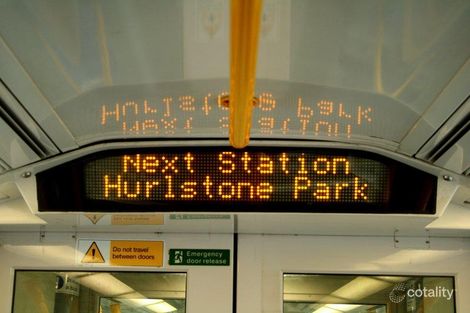 Next Station
Hurlstone Park
Do not travel
between doors
Emergency
door release
cotality